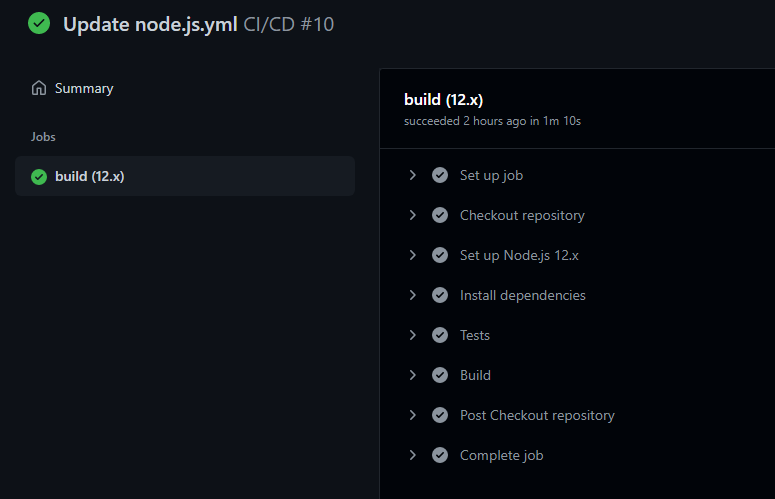 Update node.js.yml CI/CD #10
Summary
Jobs
build (12.x)
build (12.x)
succeeded 2 hours ago in 1m 10s
Set up job
Checkout repository
Set up Node.js 12.x
Install dependencies
Tests
Build
Post Checkout repository
Complete job